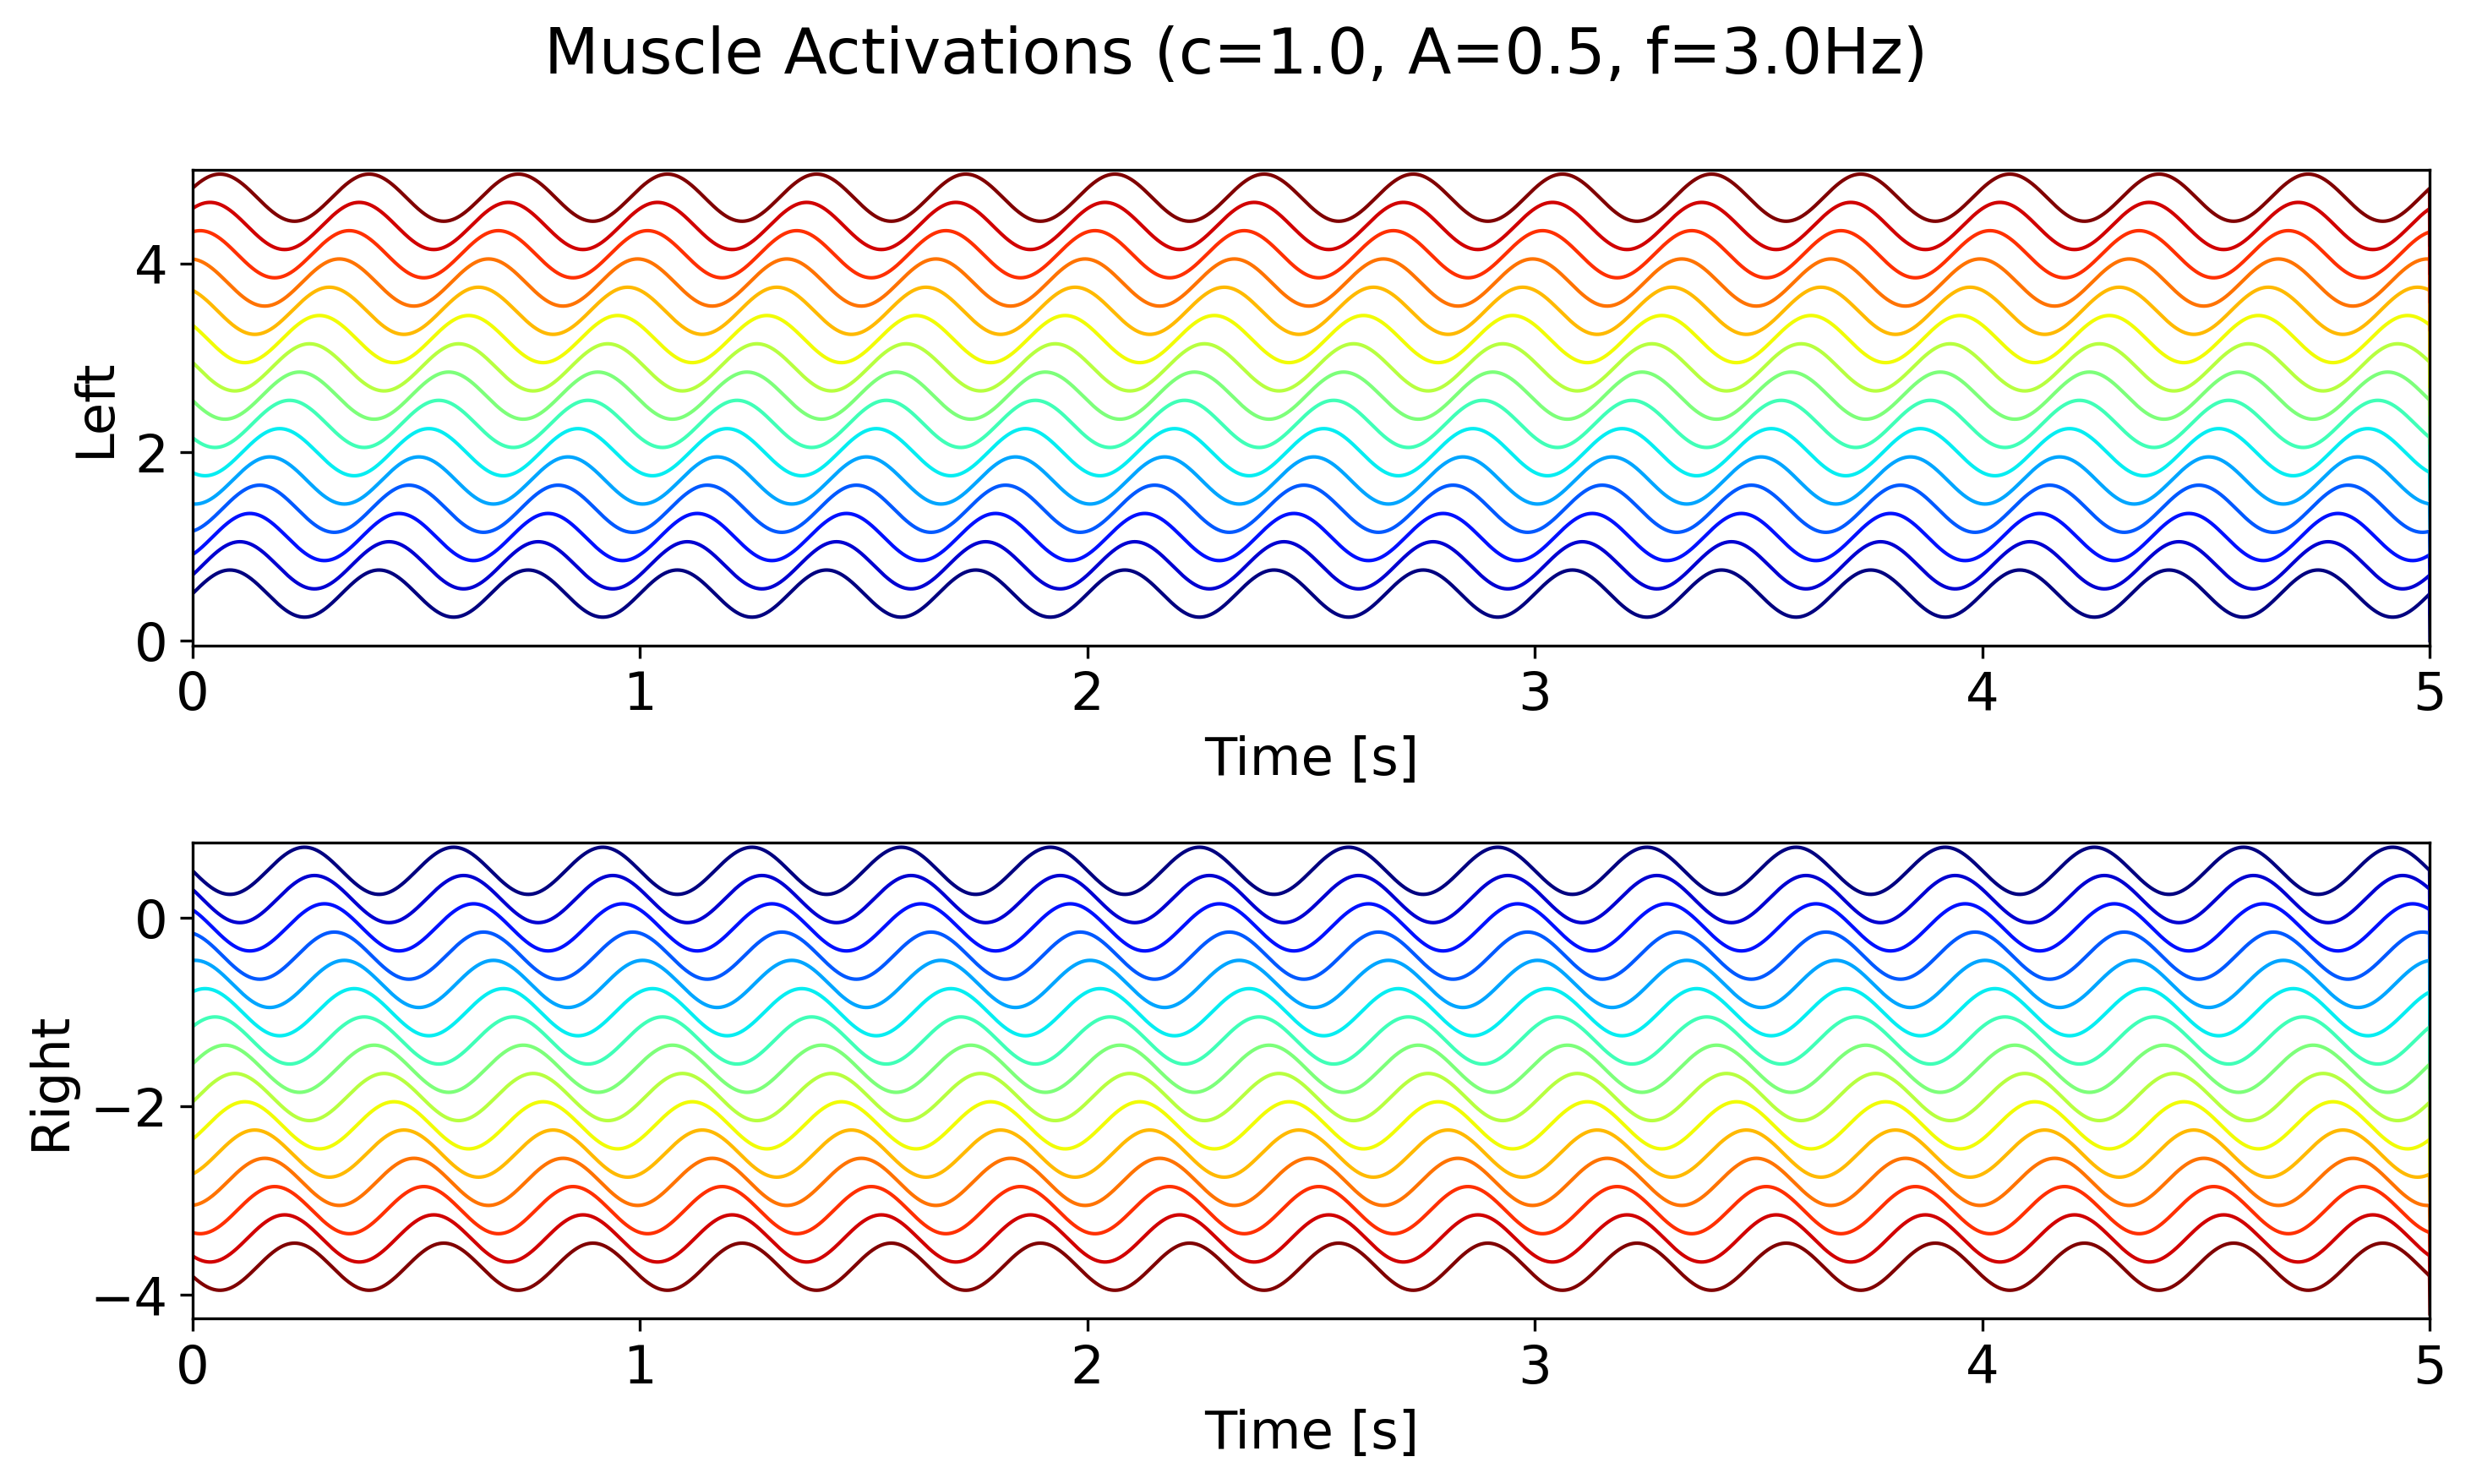 Muscle Activations (c=1.0, A=0.5, f=3.0Hz)
Left
4
2
0
0 1 2 3 4 5
Time [s]
Right
0
−2
−4
0 1 2 3 4 5
Time [s]